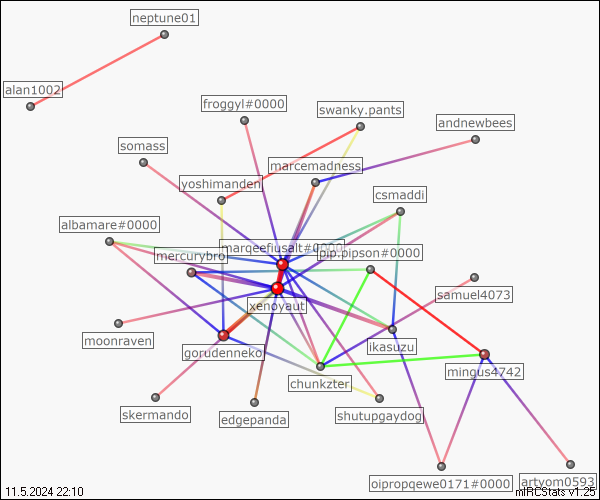 neptune01
alan1002
froggyl#0000
swanky.pants
andnewbees
somass
marcemadness
yoshimanden
csmaddi
albamare#0000
marqeefiusalt#0000
mercurybro
pip.pipson#0000
samuel4073
xenoyaut
moonraven
gorudennekor
ikasuzu
mingus4742
chunkzter
skermando
edgepanda
shutupgaydog
oipropqewe0171#0000
artyom0593
11.5.2024 22:10
mIRCStats v1.25